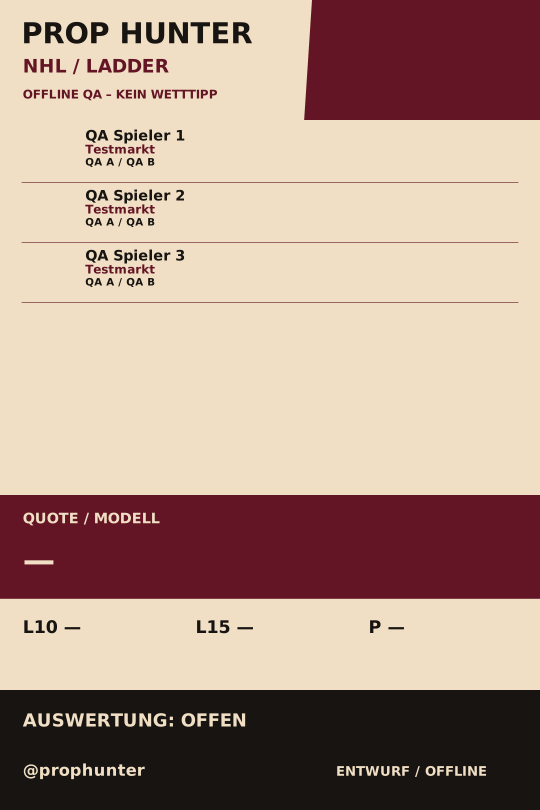 PROP HUNTER
NHL / LADDER
OFFLINE QA – KEIN WETTTIPP
QA Spieler 1
Testmarkt
QA A / QA B
QA Spieler 2
Testmarkt
QA A / QA B
QA Spieler 3
Testmarkt
QA A / QA B
QUOTE / MODELL
—
L10 — L15 — P —
AUSWERTUNG: OFFEN
@prophunter ENTWURF / OFFLINE